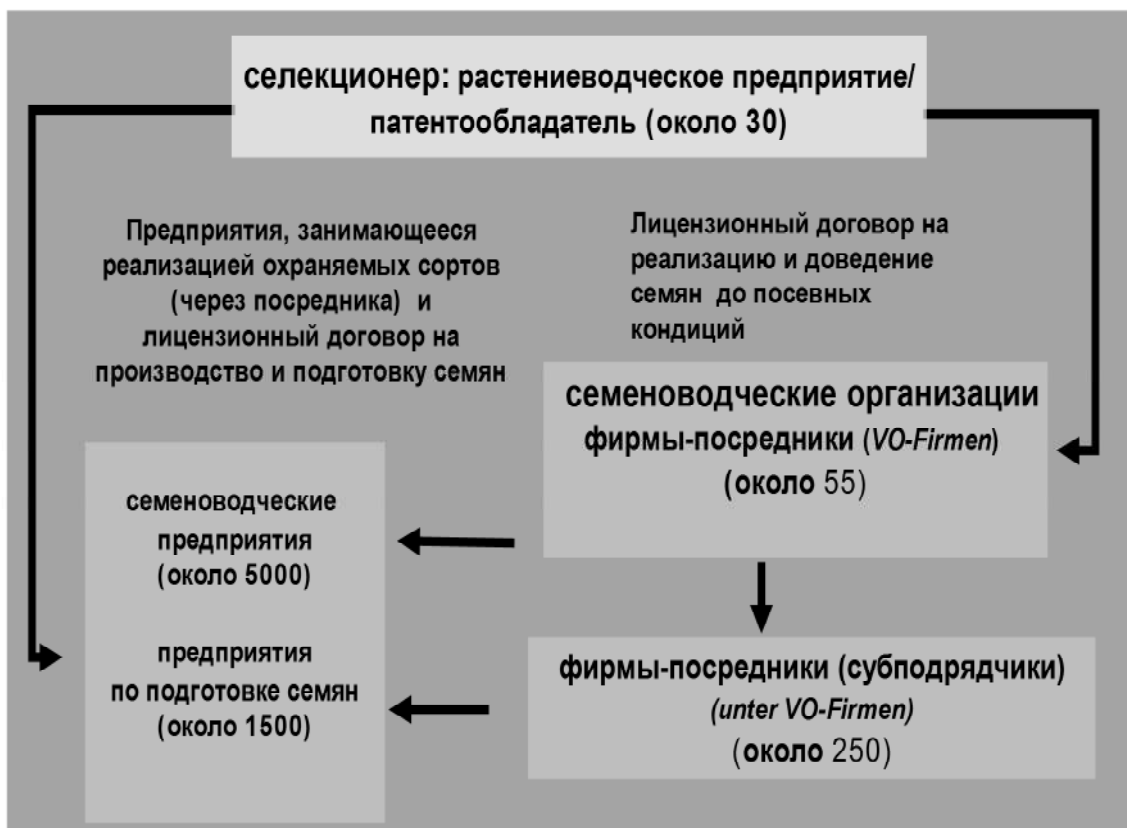 селекционер: растениеводческое предприятие/
патентообладатель (около 30)
Предприятия, занимающееся
реализацией охраняемых сортов
(через посредника) и
лицензионный договор на
производство и подготовку семян
Лицензионный договор на
реализацию и доведение
семян до посевных
кондиций
семеноводческие организации
фирмы-посредники (VO-Firmen)
(около 55)
семеноводческие
предприятия
(около 5000)
предприятия
по подготовке семян
(около 1500)
фирмы-посредники (субподрядчики)
(unter VO-Firmen)
(около 250)